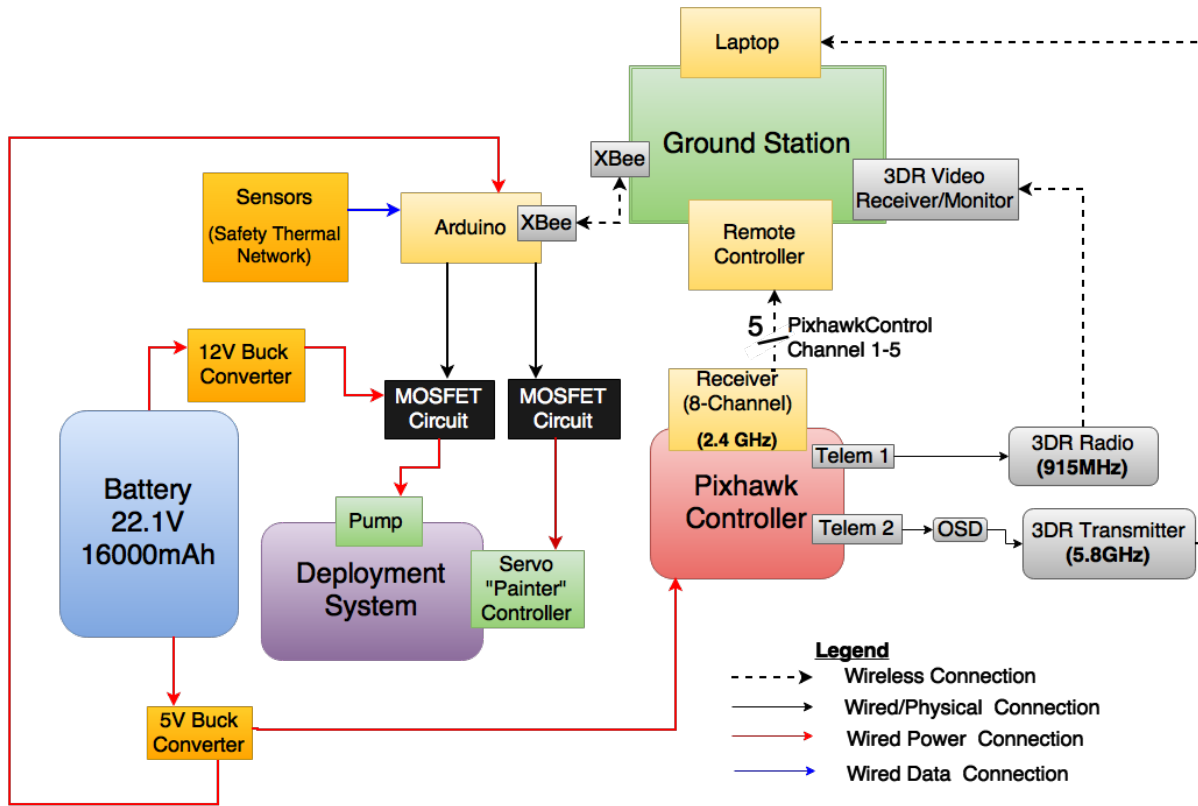 Laptop
Ground Station
XBee
3DR Video
Receiver/Monitor
Sensors
(Safety Thermal
Network)
Arduino
XBee
Remote
Controller
5
PixhawkControl
Channel 1-5
12V Buck
Converter
MOSFET
Circuit
MOSFET
Circuit
Receiver
(8-Channel)
(2.4 GHz)
Telem 1
3DR Radio
(915MHz)
Battery
22.1V
16000mAh
Pixhawk
Controller
Pump
Telem 2
OSD
3DR Transmitter
(5.8GHz)
Deployment
System
Servo
"Painter"
Controller
Legend
Wireless Connection
Wired/Physical Connection
Wired Power Connection
Wired Data Connection
5V Buck
Converter